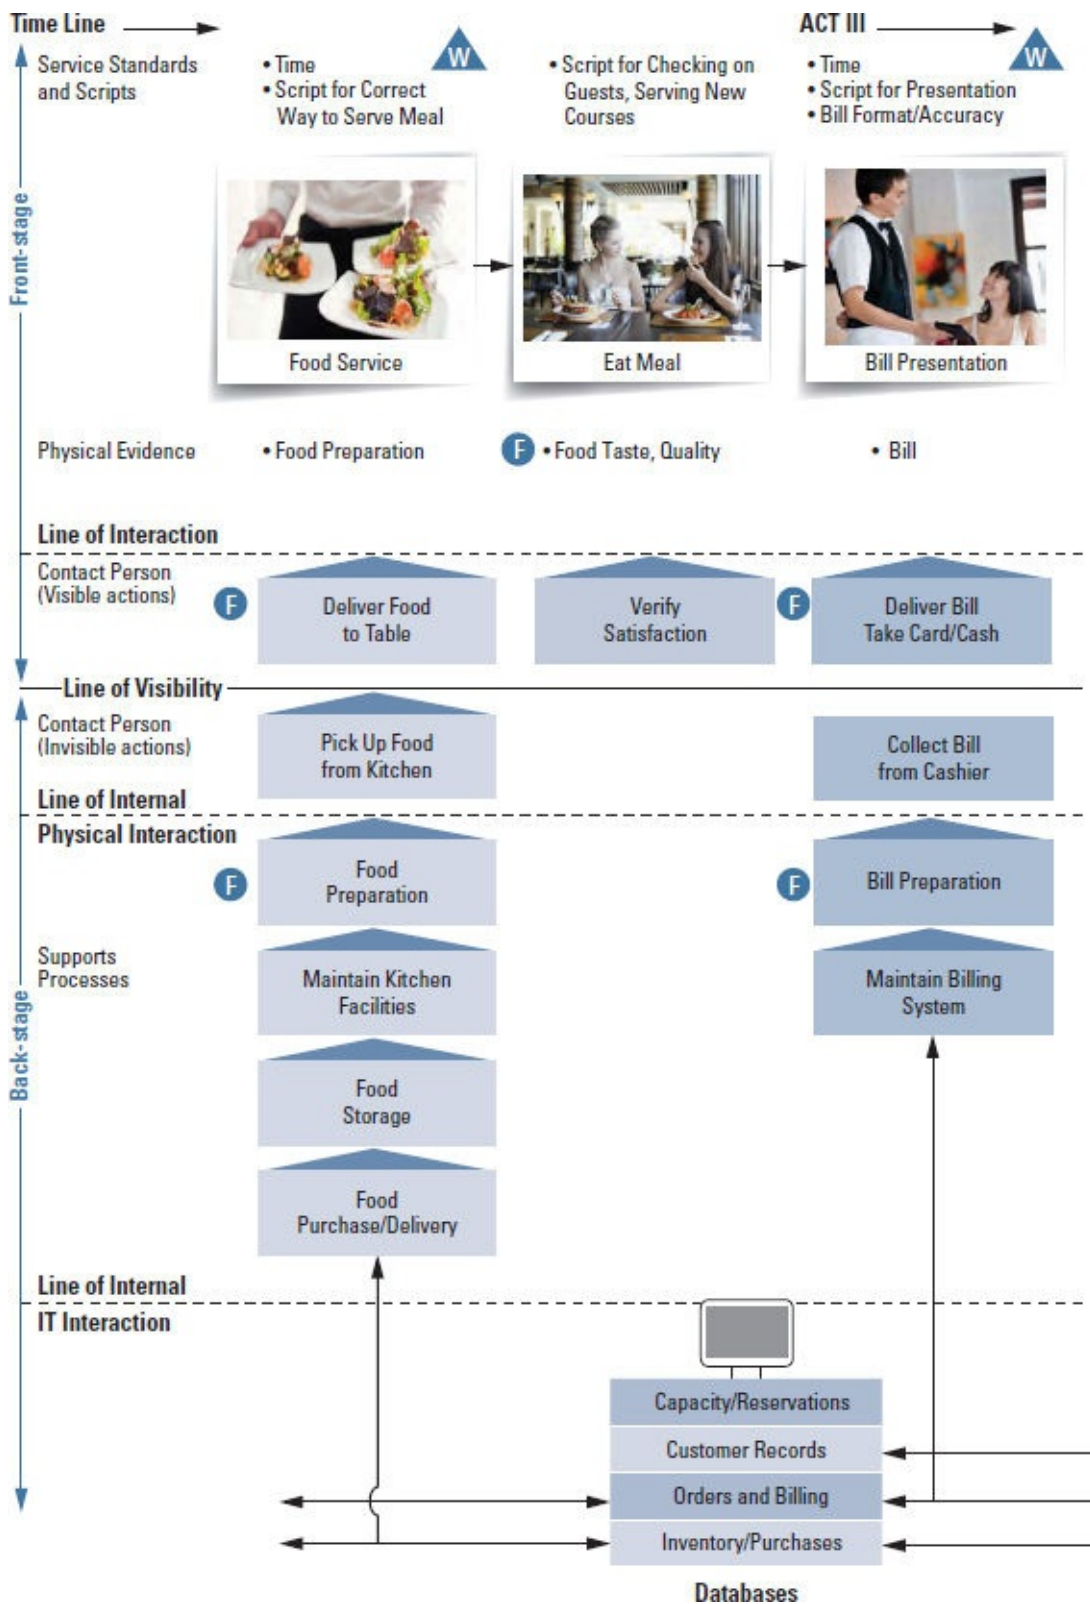 Time Line
ACT III
Service Standards
and Scripts
• Time
• Script for Correct
Way to Serve Meal
W
• Script for Checking on
Guests, Serving New
Courses
• Time
• Script for Presentation
• Bill Format/Accuracy
W
Front-stage
Food Service
Eat Meal
Bill Presentation
Physical Evidence
• Food Preparation
F
• Food Taste, Quality
• Bill
Line of Interaction
Contact Person
(Visible actions)
F
Deliver Food
to Table
Verify
Satisfaction
F
Deliver Bill
Take Card/Cash
Line of Visibility
Contact Person
(Invisible actions)
Pick Up Food
from Kitchen
Collect Bill
from Cashier
Line of Internal
Physical Interaction
F
Food
Preparation
F
Bill Preparation
Supports
Processes
Maintain Kitchen
Facilities
Maintain Billing
System
Back-stage
Food
Storage
Food
Purchase/Delivery
Line of Internal
IT Interaction
Capacity/Reservations
Customer Records
Orders and Billing
Inventory/Purchases
Databases